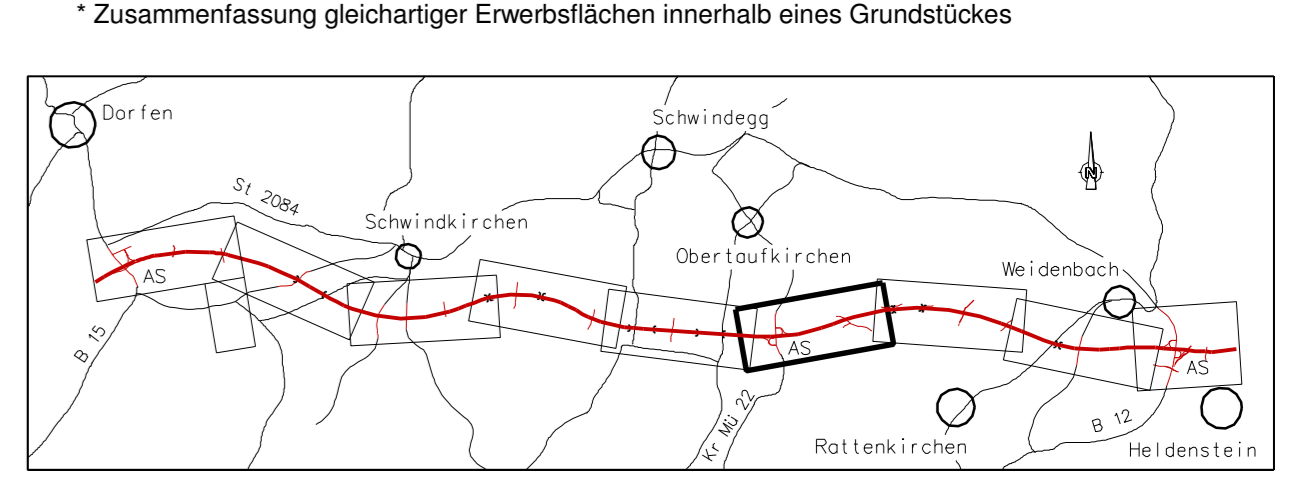 * Zusammenfassung gleichartiger Erwerbsflächen innerhalb eines Grundstückes
Dorfen
Schwindegg
N
St 2084
Schwindkirchen
Obertaufkirchen
Weidenbach
AS
B 15
AS
AS
Kr Mü 22
B 12
Rattenkirchen
Heldenstein